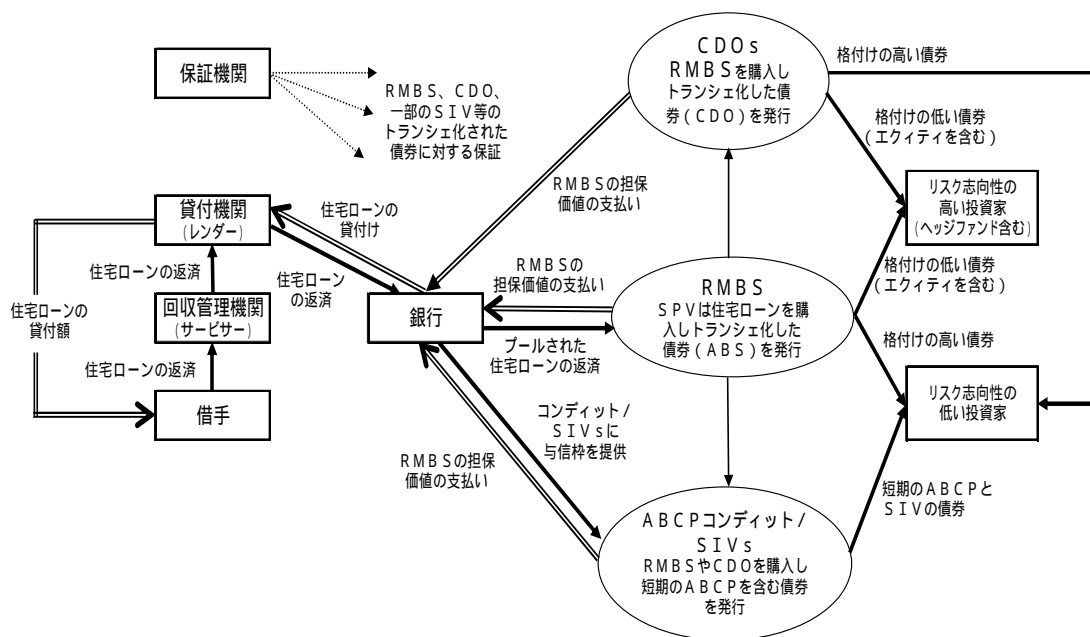 保証機関
RMBS、CDO、
一部のSIV等の
トランシェ化された
債券に対する保証
CDOs
RMBSを購入し
トランシェ化した債
券(CDO)を発行
格付けの高い債券
格付けの低い債券
(エクィティを含む)
RMBSの担保
価値の支払い
貸付機関
(レンダー)
住宅ローンの
貸付け
リスク志向性の
高い投資家
(ヘッジファンド含む)
住宅ローンの返済
住宅ローン
の返済
RMBSの
担保価値の支払い
格付けの低い債券
(エクィティを含む)
住宅ローンの
貸付額
回収管理機関
(サービサー)
銀行
RMBS
SPVは住宅ローンを購
入しトランシェ化した
債券(ABS)を発行
プールされた
住宅ローンの返済
格付けの高い債券
住宅ローンの返済
借手
リスク志向性の
低い投資家
コンディット/
SIVsに
与信枠を提供
RMBSの担保
価値の支払い
短期のABCPと
SIVの債券
ABCPコンディット/
SIVs
RMBSやCDOを購入し
短期のABCPを含む債券
を発行